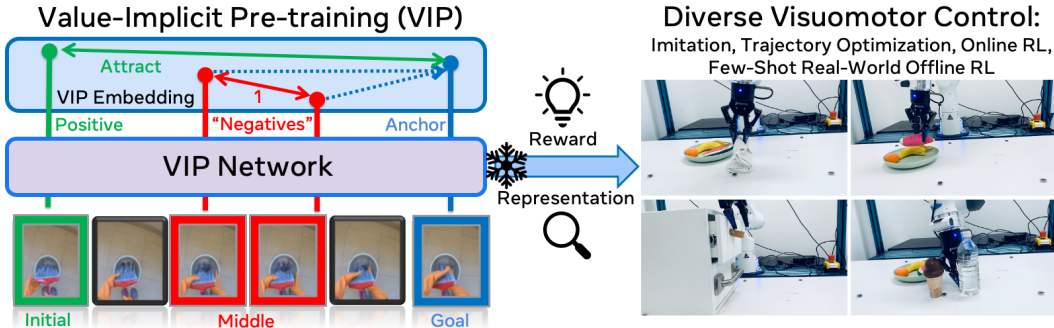 Value-Implicit Pre-training (VIP)
Attract
VIP Embedding
1
Positive
"Negatives"
Anchor
VIP Network
Initial
Middle
Goal
Reward
Representation
Diverse Visuomotor Control:
Imitation, Trajectory Optimization, Online RL,
Few-Shot Real-World Offline RL